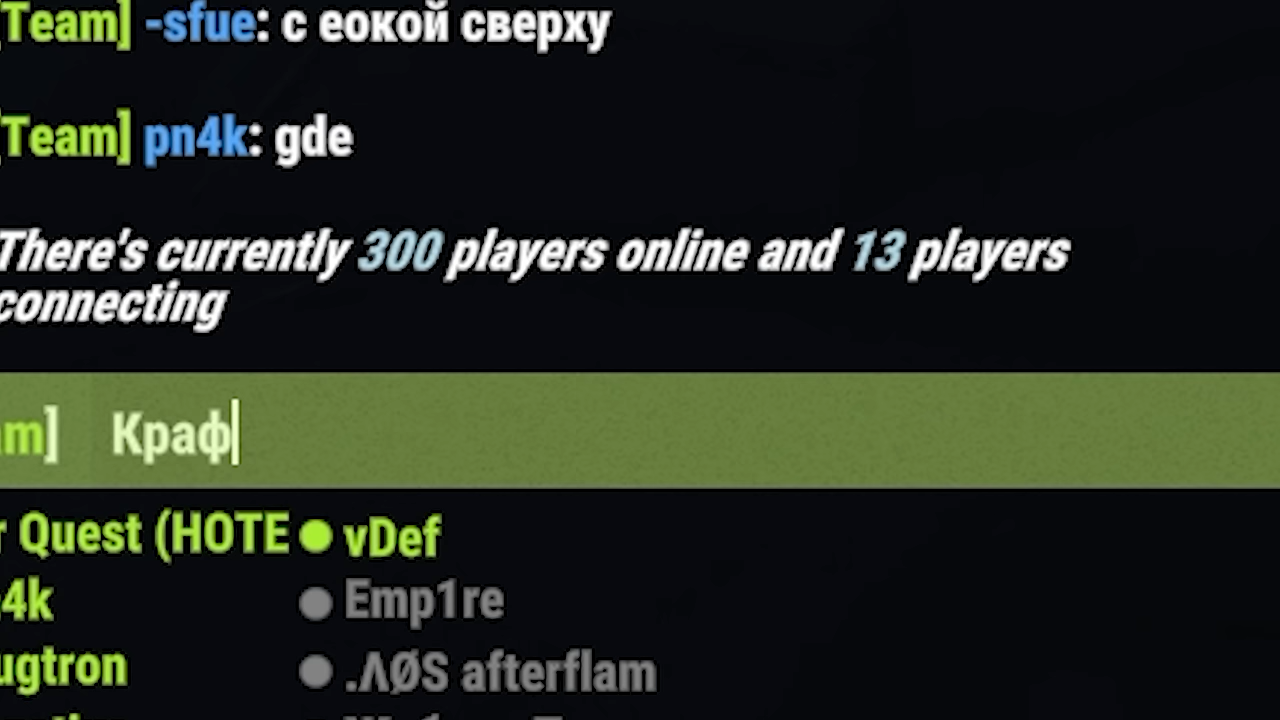 [Team] -sfue: с еокой сверху
[Team] pn4k: gde
There's currently 300 players online and 13 players
connecting
am] Краф
r Quest (HOTE vDef
4k Emp1re
ugtron .ΛØS afterflam